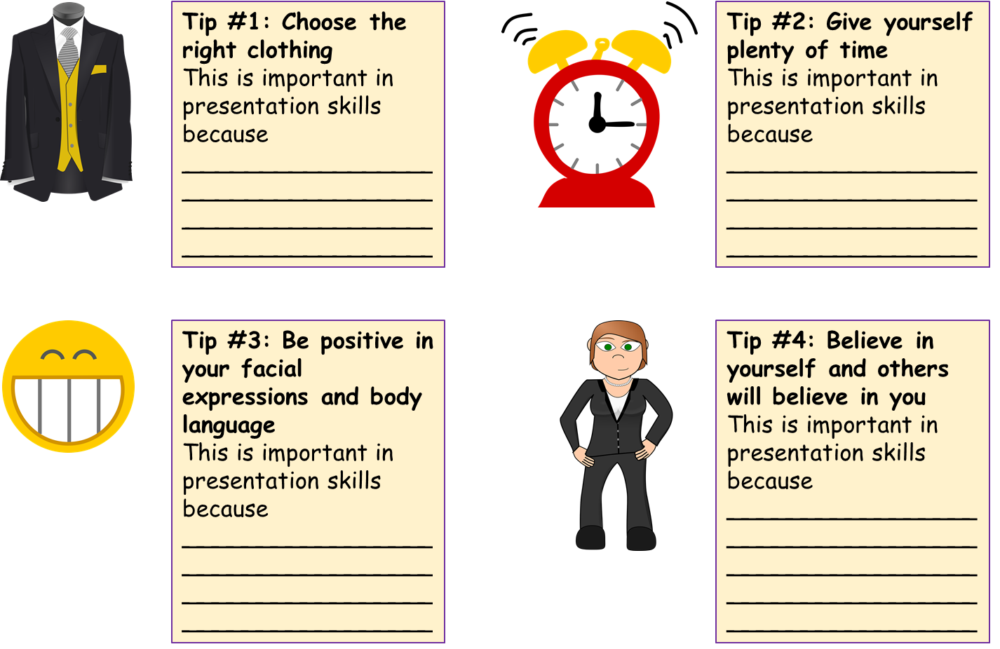 Tip #1: Choose the
right clothing
This is important in
presentation skills
because
Tip #2: Give yourself
plenty of time
This is important in
presentation skills
because
Tip #3: Be positive in
your facial
expressions and body
language
This is important in
presentation skills
because
Tip #4: Believe in
yourself and others
will believe in you
This is important in
presentation skills
because